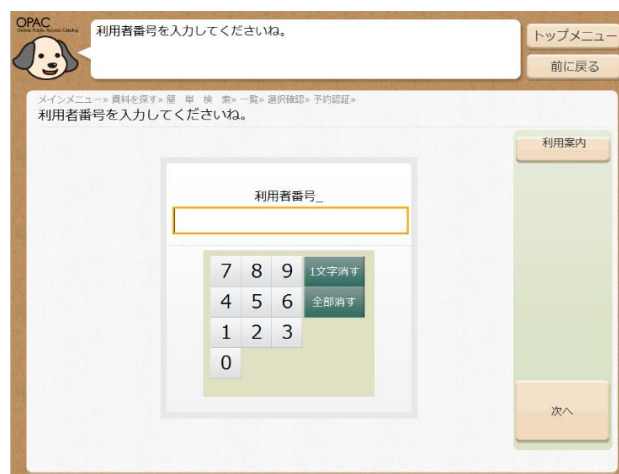 OPAC
Online Public Access Catalog
利用者番号を入力してくださいね。
トップメニュー
前に戻る
メインメニュー» 資料を探す» 簡 単 検 索» 一覧» 選択確認» 予約認証»
利用者番号を入力してくださいね。
利用案内
利用者番号_
7 8 9 1文字消す
4 5 6 全部消す
1 2 3
0
次へ